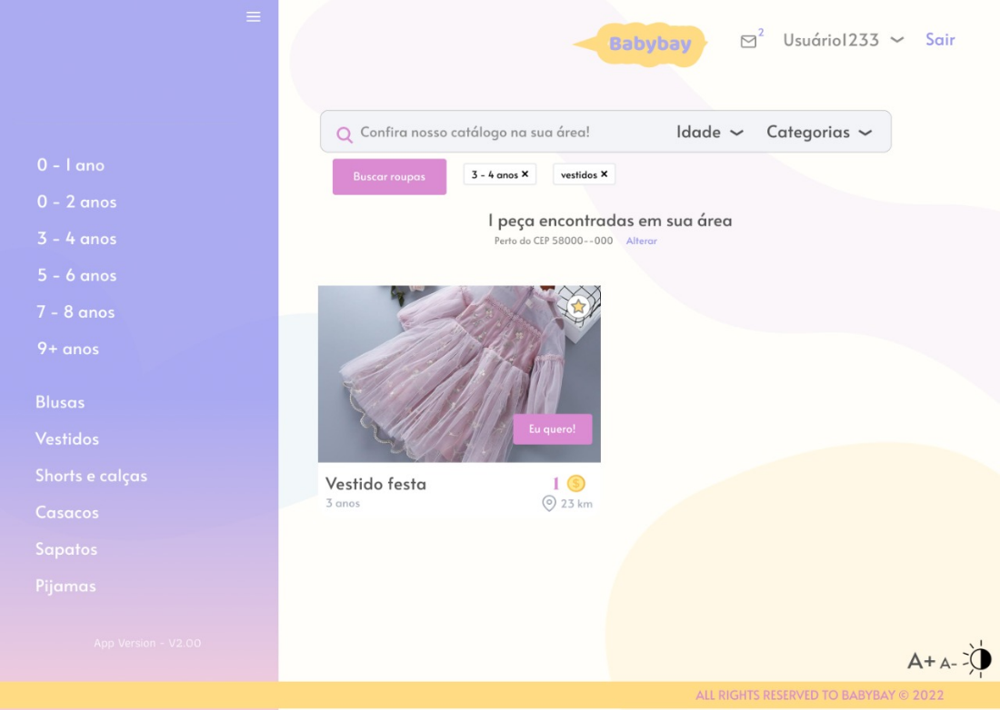 Babybay
2
Usuário1233
Sair
Confira nosso catálogo na sua área!
Idade
Categorias
Buscar roupas
3 - 4 anos ×
vestidos ×
1 peça encontradas em sua área
Perto do CEP 58000--000 Alterar
0 - 1 ano
0 - 2 anos
3 - 4 anos
5 - 6 anos
7 - 8 anos
9+ anos
Blusas
Vestidos
Shorts e calças
Casacos
Sapatos
Pijamas
App Version - V2.00
Eu quero!
Vestido festa
1 $
3 anos
23 km
A+ A-
ALL RIGHTS RESERVED TO BABYBAY © 2022